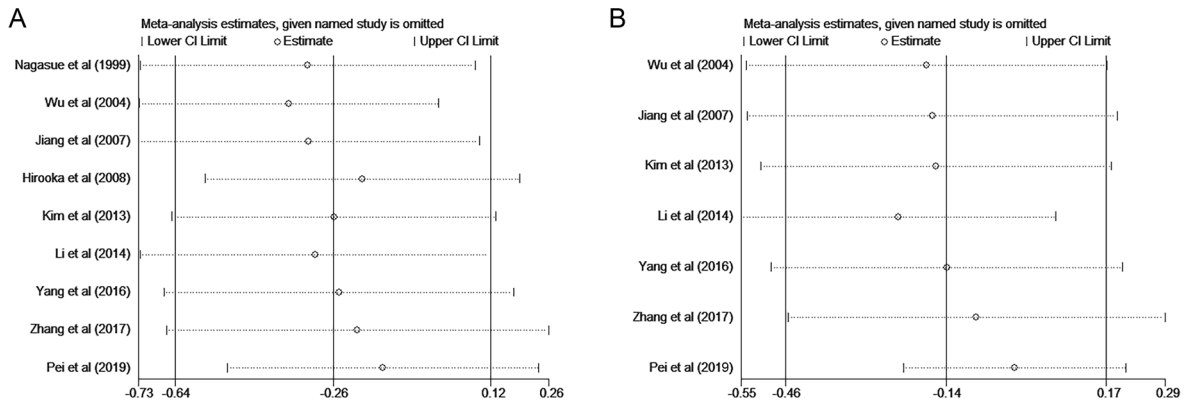 A
Meta-analysis estimates, given named study is omitted
Lower CI Limit Estimate Upper CI Limit
Nagasue et al (1999)
Wu et al (2004)
Jiang et al (2007)
Hirooka et al (2008)
Kim et al (2013)
Li et al (2014)
Yang et al (2016)
Zhang et al (2017)
Pei et al (2019)
-0.73 -0.64 -0.26 0.12 0.26
B
Meta-analysis estimates, given named study is omitted
Lower CI Limit Estimate Upper CI Limit
Wu et al (2004)
Jiang et al (2007)
Kim et al (2013)
Li et al (2014)
Yang et al (2016)
Zhang et al (2017)
Pei et al (2019)
-0.55 -0.46 -0.14 0.17 0.29